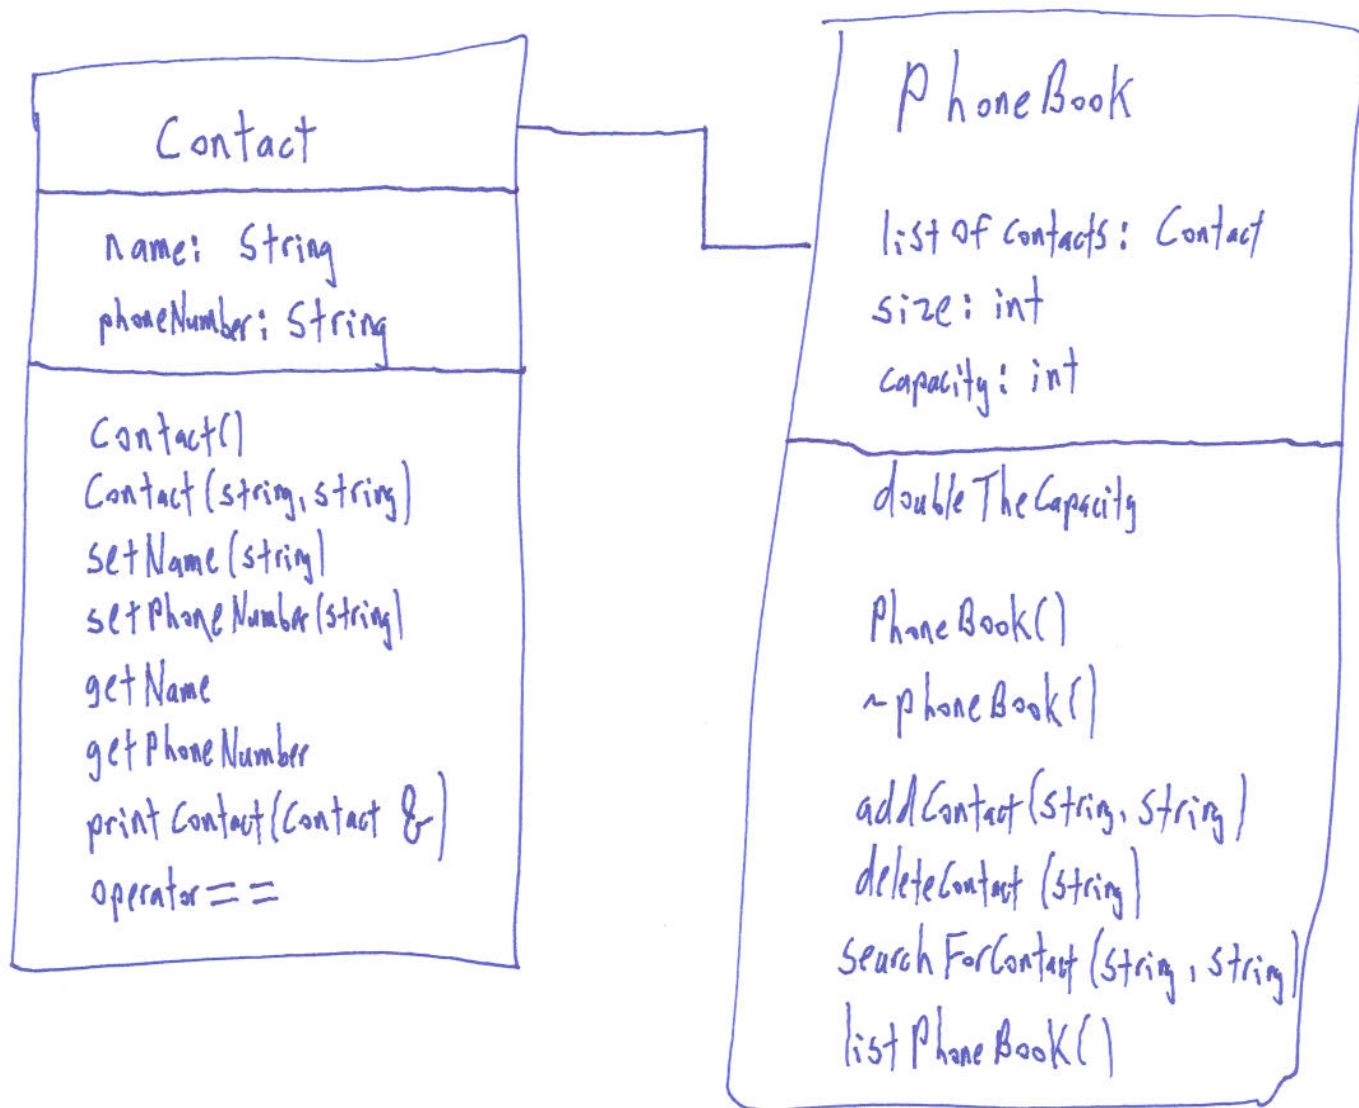 Contact
name: String
phoneNumber: String
Contact()
Contact(string, string)
setName(string)
setPhoneNumber(string)
getName
getPhoneNumber
printContact(Contact &)
operator==
PhoneBook
list of contacts: Contact
size: int
capacity: int
doubleTheCapacity
PhoneBook()
~phoneBook()
addContact(string, string)
deleteContact(string)
searchForContact(string, string)
listPhoneBook()